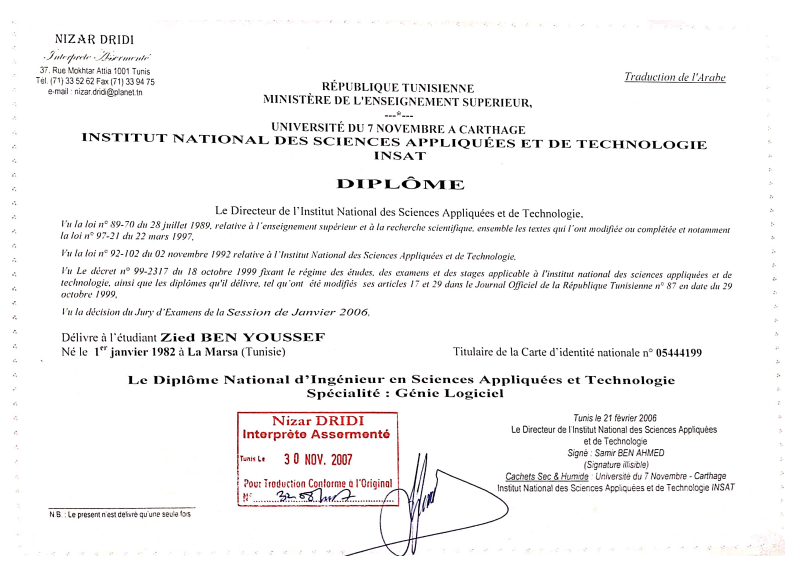 NIZAR DRIDI
Interprète Assermenté
37. Rue Mokhtar Attia 1001 Tunis
Tel. (71) 33 52 62 Fax (71) 33 94 75
e-mail : nizar.dridi@planet.tn
Traduction de l'Arabe
RÉPUBLIQUE TUNISIENNE
MINISTÈRE DE L'ENSEIGNEMENT SUPERIEUR,
---*---
UNIVERSITÉ DU 7 NOVEMBRE A CARTHAGE
INSTITUT NATIONAL DES SCIENCES APPLIQUÉES ET DE TECHNOLOGIE
INSAT
DIPLÔME
Le Directeur de l'Institut National des Sciences Appliquées et de Technologie,
Vu la loi n° 89-70 du 28 juillet 1989, relative à l'enseignement supérieur et à la recherche scientifique, ensemble les textes qui l'ont modifiée ou complétée et notamment
la loi n° 97-21 du 22 mars 1997,
Vu la loi n° 92-102 du 02 novembre 1992 relative à l'Institut National des Sciences Appliquées et de Technologie,
Vu Le décret n° 99-2317 du 18 octobre 1999 fixant le régime des études, des examens et des stages applicable à l'institut national des sciences appliquées et de
technologie, ainsi que les diplômes qu'il délivre, tel qu'ont été modifiés ses articles 17 et 29 dans le Journal Officiel de la République Tunisienne n° 87 en date du 29
octobre 1999,
Vu la décision du Jury d'Examens de la Session de Janvier 2006,
Délivre à l'étudiant Zied BEN YOUSSEF
Né le 1er janvier 1982 à La Marsa (Tunisie)
Titulaire de la Carte d'identité nationale n° 05444199
Le Diplôme National d'Ingénieur en Sciences Appliquées et Technologie
Spécialité : Génie Logiciel
Nizar DRIDI
Interprète Assermenté
Tunis Le 30 NOV. 2007
Pour Traduction Conforme a l'Original
N°
Tunis le 21 février 2006
Le Directeur de l'Institut National des Sciences Appliquées
et de Technologie
Signé : Samir BEN AHMED
(Signature illisible)
Cachets Sec & Humide : Université du 7 Novembre - Carthage
Institut National des Sciences Appliquées et de Technologie INSAT
N.B. : Le present n'est delivré qu'une seule fois